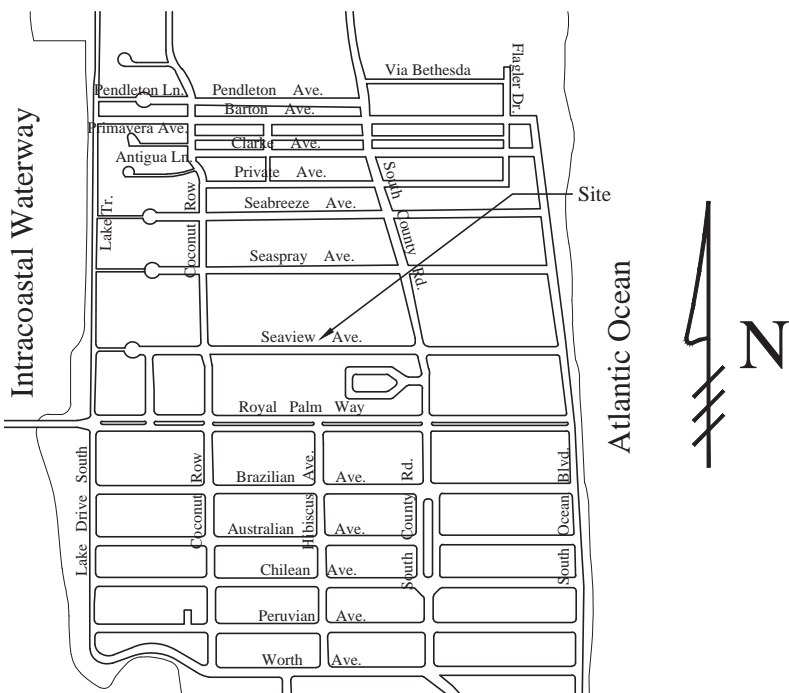 Via Bethesda
Flagler Dr.
Pendleton Ln.
Pendleton Ave.
Barton Ave.
Primavera Ave.
Clarke Ave.
Antigua Ln.
Private Ave.
Seabreeze Ave.
Site
Lake Tr.
Coconut Row
South County Rd.
Seaspray Ave.
Intracoastal Waterway
Atlantic Ocean
N
Seaview Ave.
Royal Palm Way
Brazilian Ave.
Australian Ave.
Chilean Ave.
Peruvian Ave.
Worth Ave.
Lake Drive South
Coconut Row
Hibiscus Ave.
South County Rd.
South Ocean Blvd.